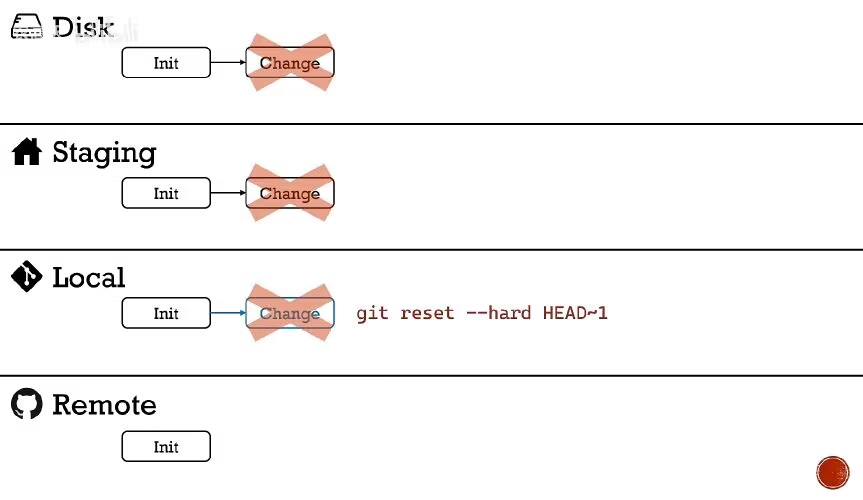 Disk
Init
Change
Staging
Init
Change
Local
Init
Change
git reset --hard HEAD~1
Remote
Init